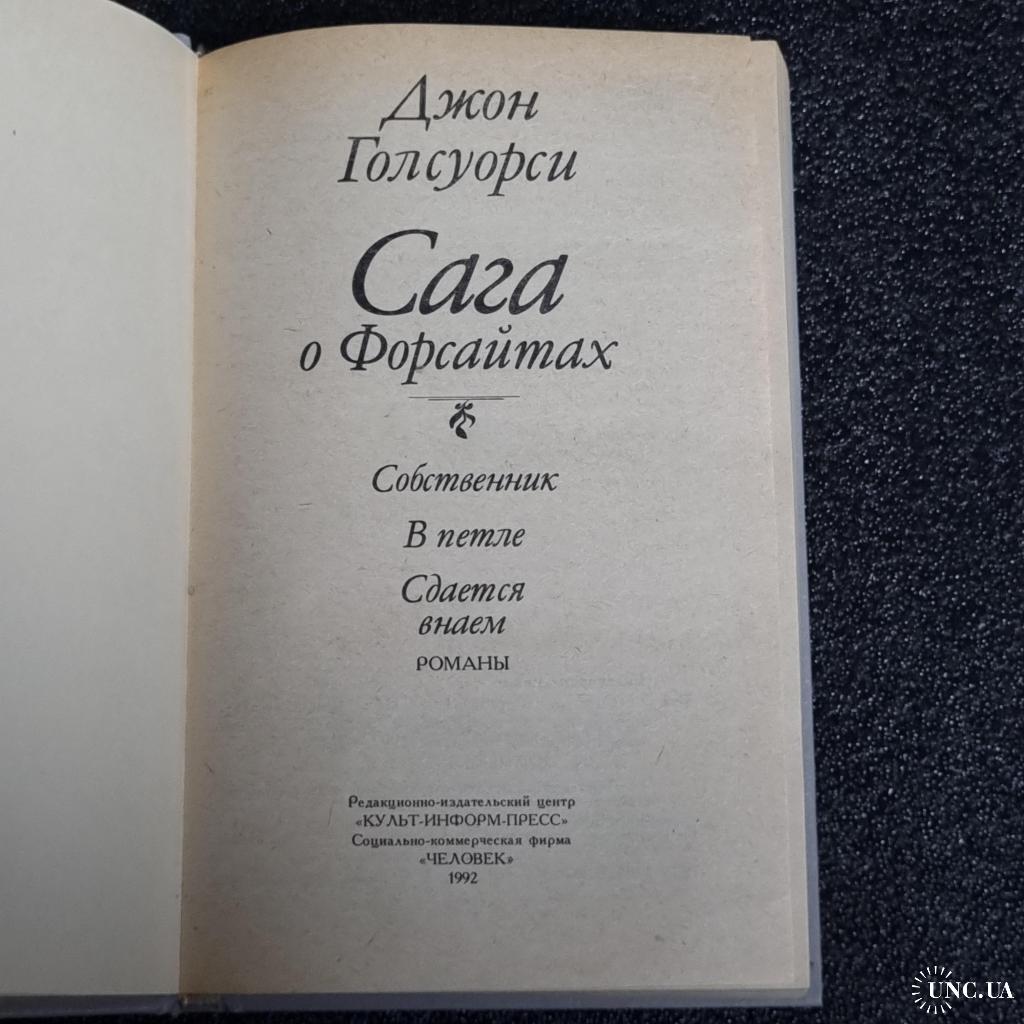 Джон
Голсуорси
Сага
о Форсайтах
Собственник
В петле
Сдается
внаем
РОМАНЫ
Редакционно-издательский центр
«КУЛЬТ-ИНФОРМ-ПРЕСС»
Социально-коммерческая фирма
«ЧЕЛОВЕК»
1992
UNC.UA